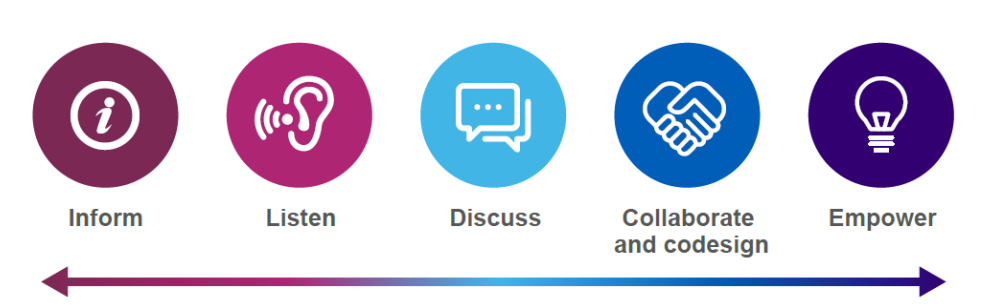 Inform
Listen
Discuss
Collaborate
and codesign
Empower